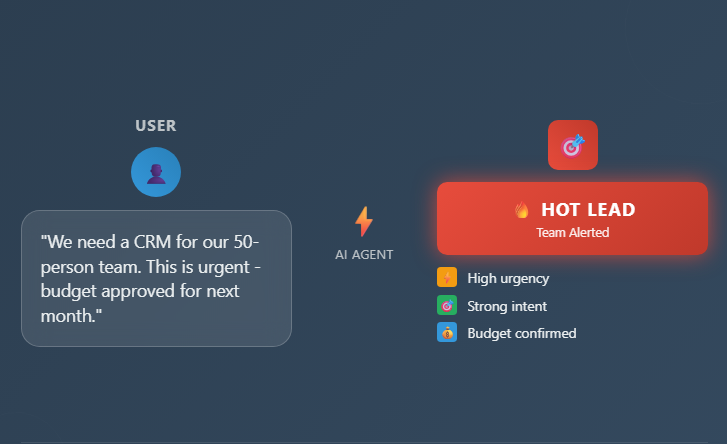 USER
"We need a CRM for our 50-
person team. This is urgent -
budget approved for next
month."
AI AGENT
HOT LEAD
Team Alerted
High urgency
Strong intent
Budget confirmed